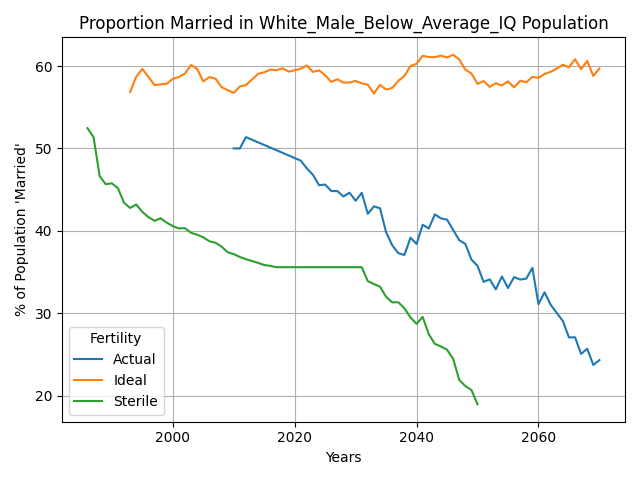 Proportion Married in White_Male_Below_Average_IQ Population
% of Population 'Married'
60
50
40
30
20
Fertility
Actual
Ideal
Sterile
2000
2020
2040
2060
Years